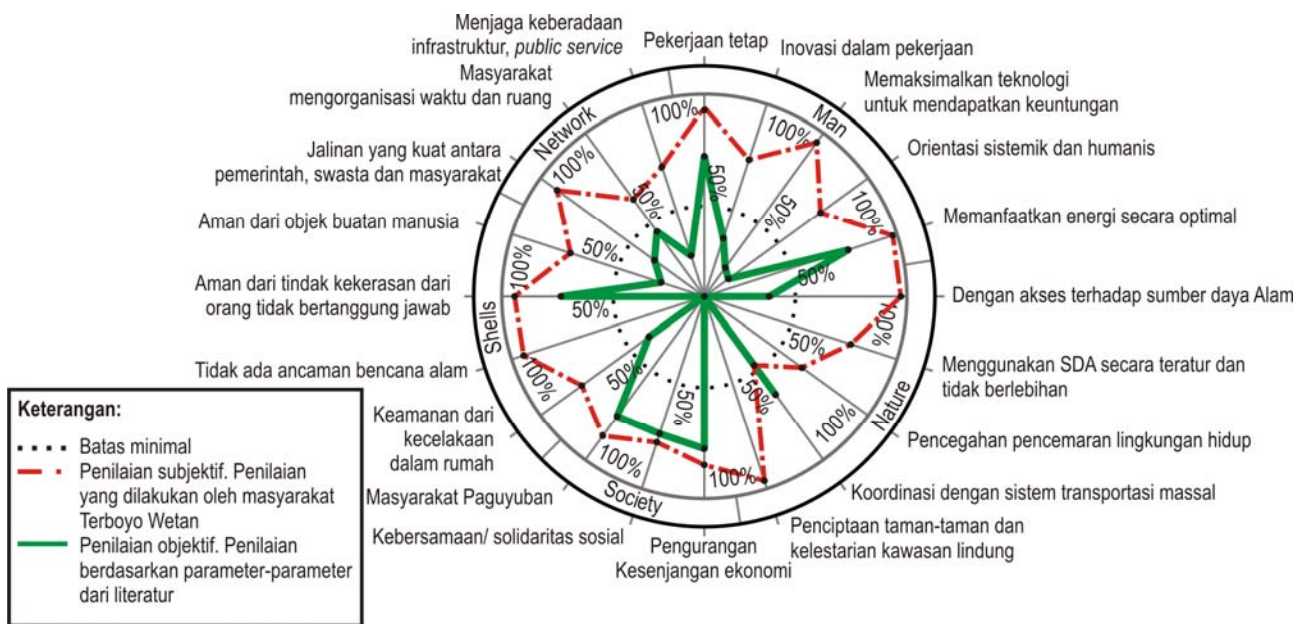 Menjaga keberadaan
infrastruktur, public service
Pekerjaan tetap
Inovasi dalam pekerjaan
Masyarakat
mengorganisasi waktu dan ruang
Memaksimalkan teknologi
untuk mendapatkan keuntungan
Jalinan yang kuat antara
pemerintah, swasta dan masyarakat
Orientasi sistemik dan humanis
Aman dari objek buatan manusia
Memanfaatkan energi secara optimal
Aman dari tindak kekerasan dari
orang tidak bertanggung jawab
Dengan akses terhadap sumber daya Alam
Tidak ada ancaman bencana alam
Menggunakan SDA secara teratur dan
tidak berlebihan
Keamanan dari
kecelakaan
dalam rumah
Pencegahan pencemaran lingkungan hidup
Masyarakat Paguyuban
Koordinasi dengan sistem transportasi massal
Kebersamaan/ solidaritas sosial
Pengurangan
Kesenjangan ekonomi
Penciptaan taman-taman dan
kelestarian kawasan lindung
Network
Man
Shells
Nature
Society
100%
100%
100%
100%
100%
100%
100%
100%
100%
100%
50%
50%
50%
50%
50%
50%
50%
50%
50%
50%
Keterangan:
Batas minimal
Penilaian subjektif. Penilaian
yang dilakukan oleh masyarakat
Terboyo Wetan
Penilaian objektif. Penilaian
berdasarkan parameter-parameter
dari literatur